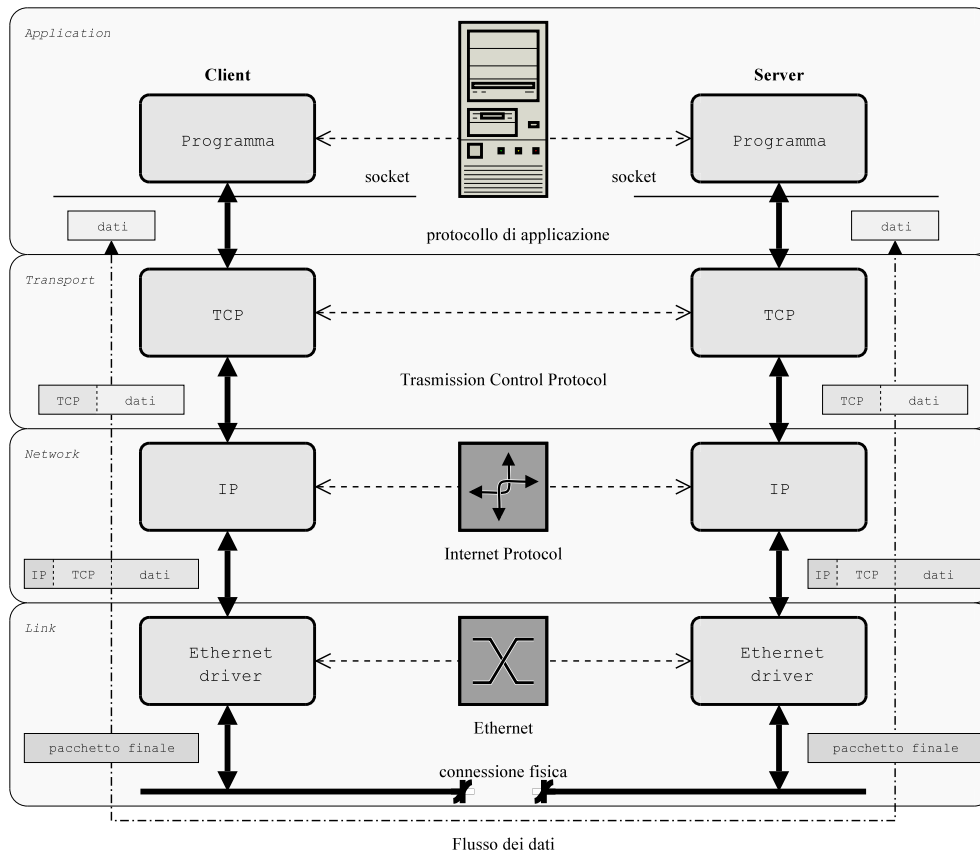 Application
Client
Server
Programma
Programma
socket
socket
dati
dati
protocollo di applicazione
Transport
TCP
TCP
Trasmission Control Protocol
TCP dati
TCP dati
Network
IP
IP
Internet Protocol
IP TCP dati
IP TCP dati
Link
Ethernet
driver
Ethernet
driver
Ethernet
pacchetto finale
pacchetto finale
connessione fisica
Flusso dei dati